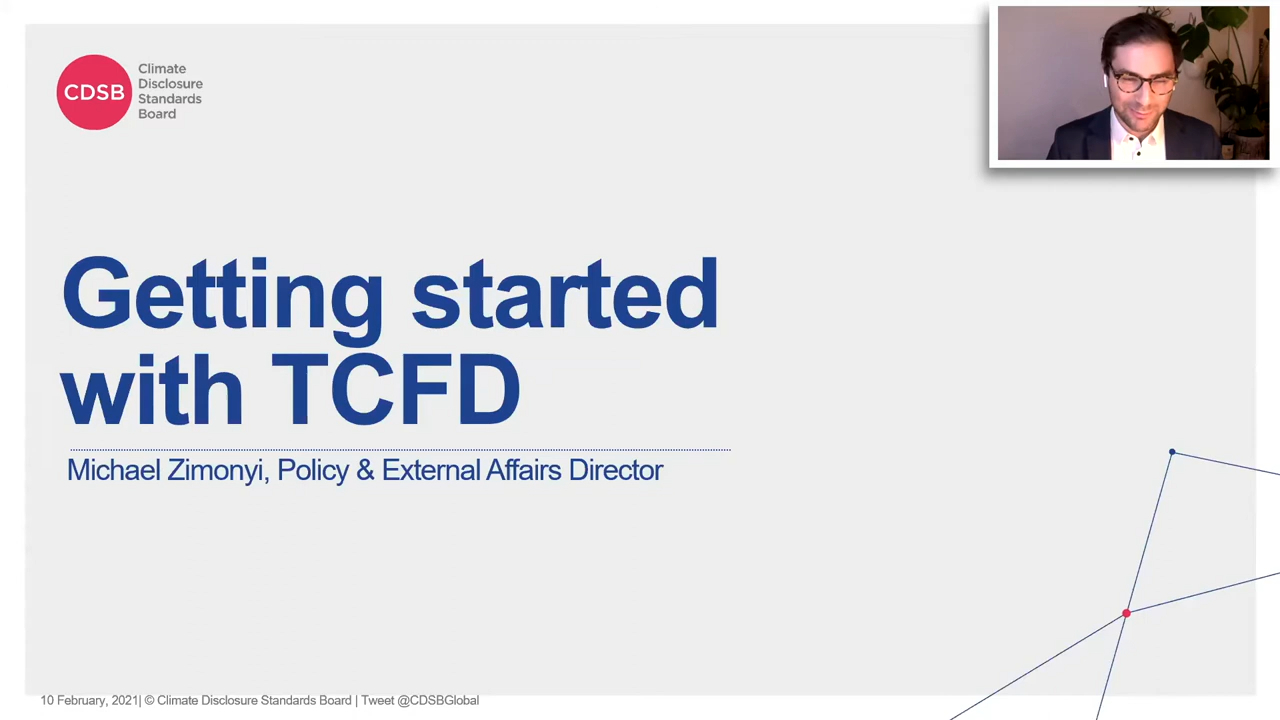 CDSB
Climate
Disclosure
Standards
Board
Getting started
with TCFD
Michael Zimonyi, Policy & External Affairs Director
10 February, 2021| © Climate Disclosure Standards Board | Tweet @CDSBGlobal